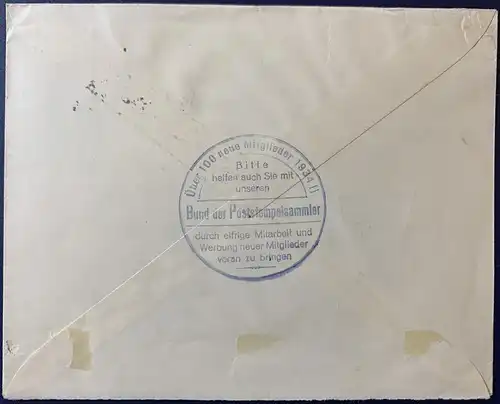 Über 100 neue Mitglieder 1934 !!
Bitte
helfen auch Sie mit
unseren
Bund der Poststempelsammler
durch eifrige Mitarbeit und
Werbung neuer Mitglieder
voran zu bringen